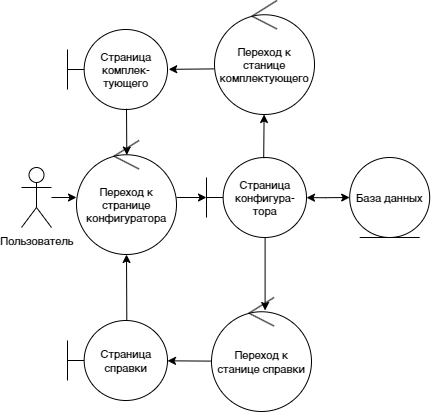 Страница
комплек-
тующего
Переход к
станице
комплектующего
Пользователь
Переход к
странице
конфигуратора
Страница
конфигура-
тора
База данных
Страница
справки
Переход к
станице справки